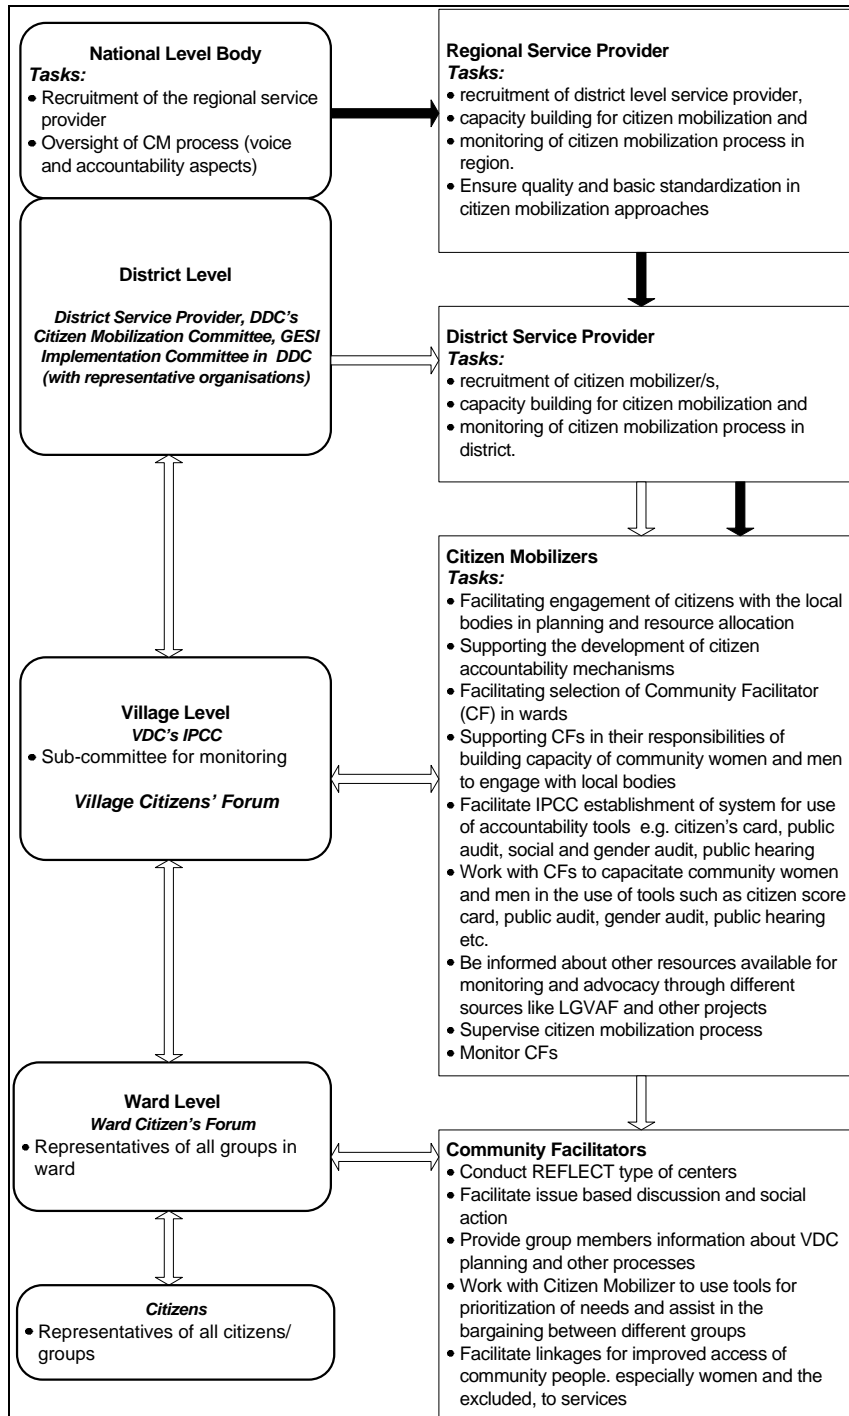 National Level Body
Tasks:
• Recruitment of the regional service
provider
• Oversight of CM process (voice
and accountability aspects)
Regional Service Provider
Tasks:
• recruitment of district level service provider,
• capacity building for citizen mobilization and
• monitoring of citizen mobilization process in
region.
• Ensure quality and basic standardization in
citizen mobilization approaches
District Level
District Service Provider, DDC's
Citizen Mobilization Committee, GESI
Implementation Committee in DDC
(with representative organisations)
District Service Provider
Tasks:
• recruitment of citizen mobilizer/s,
• capacity building for citizen mobilization and
• monitoring of citizen mobilization process in
district.
Village Level
VDC's IPCC
• Sub-committee for monitoring
Village Citizens' Forum
Citizen Mobilizers
Tasks:
• Facilitating engagement of citizens with the local
bodies in planning and resource allocation
• Supporting the development of citizen
accountability mechanisms
• Facilitating selection of Community Facilitator
(CF) in wards
• Supporting CFs in their responsibilities of
building capacity of community women and men
to engage with local bodies
• Facilitate IPCC establishment of system for use
of accountability tools e.g. citizen's card, public
audit, social and gender audit, public hearing
• Work with CFs to capacitate community women
and men in the use of tools such as citizen score
card, public audit, gender audit, public hearing
etc.
• Be informed about other resources available for
monitoring and advocacy through different
sources like LGVAF and other projects
• Supervise citizen mobilization process
• Monitor CFs
Ward Level
Ward Citizen's Forum
• Representatives of all groups in
ward
Community Facilitators
• Conduct REFLECT type of centers
• Facilitate issue based discussion and social
action
• Provide group members information about VDC
planning and other processes
• Work with Citizen Mobilizer to use tools for
prioritization of needs and assist in the
bargaining between different groups
• Facilitate linkages for improved access of
community people. especially women and the
excluded, to services
Citizens
• Representatives of all citizens/
groups